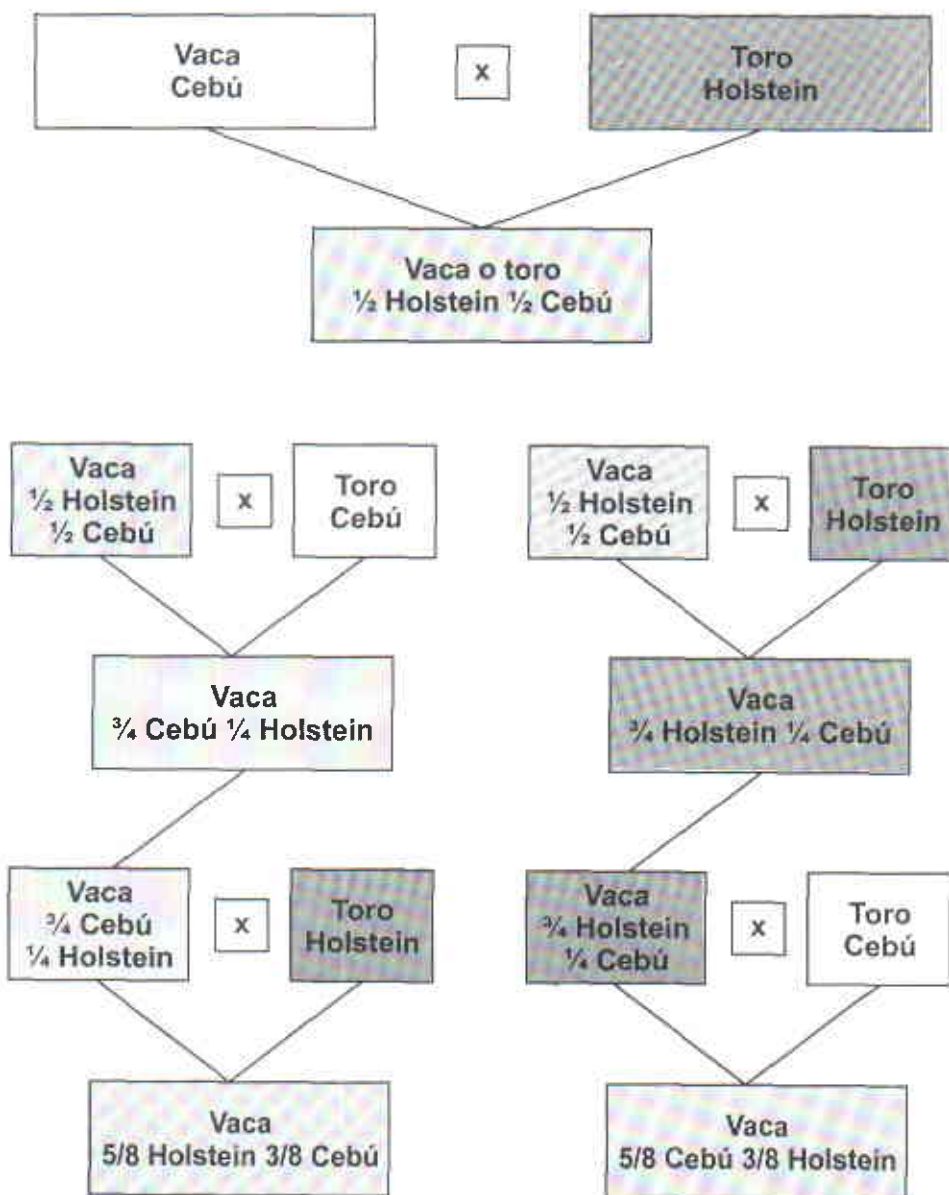 Vaca
Cebú
x
Toro
Holstein
Vaca o toro
½ Holstein ½ Cebú
Vaca
½ Holstein
½ Cebú
x
Toro
Cebú
Vaca
½ Holstein
½ Cebú
x
Toro
Holstein
Vaca
¾ Cebú ¼ Holstein
Vaca
¾ Holstein ¼ Cebú
Vaca
¾ Cebú
¼ Holstein
x
Toro
Holstein
Vaca
¾ Holstein
¼ Cebú
x
Toro
Cebú
Vaca
5/8 Holstein 3/8 Cebú
Vaca
5/8 Cebú 3/8 Holstein